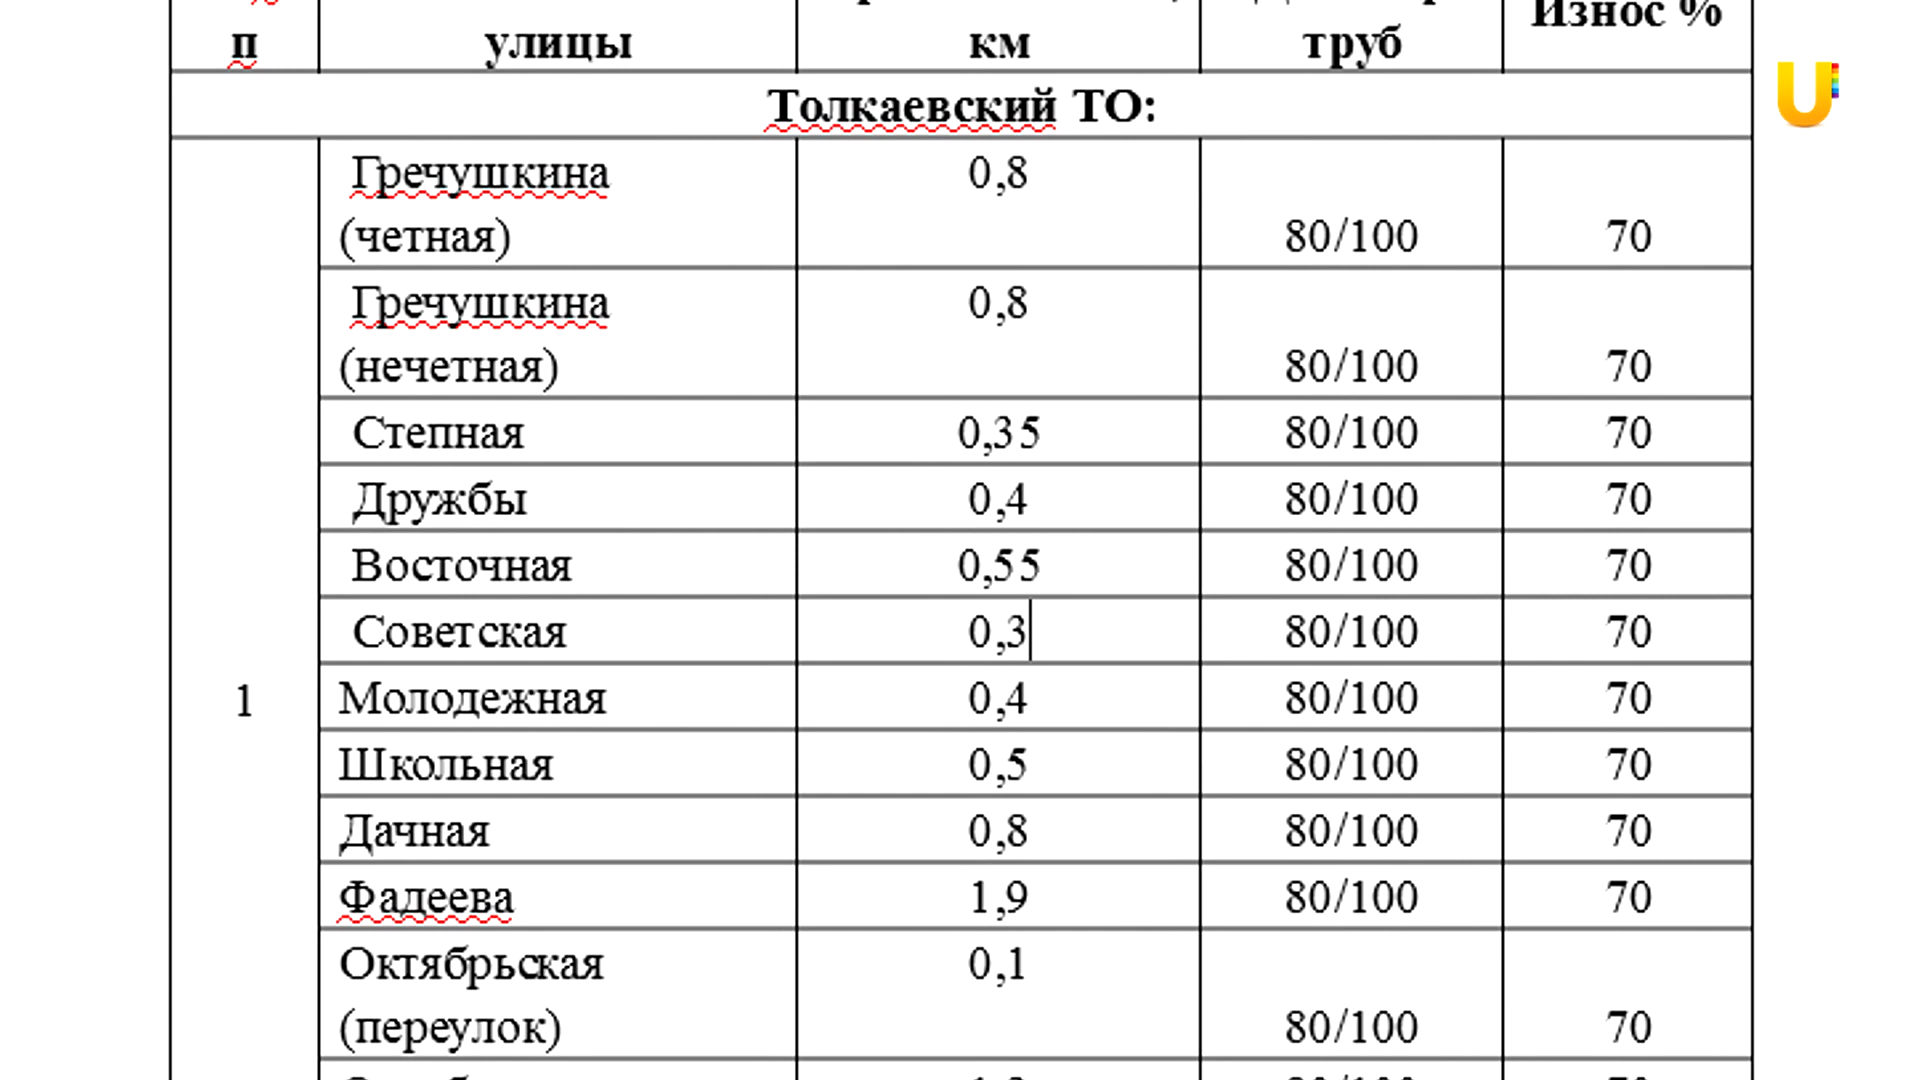 п улицы км труб Износ %
Толкаевский ТО:
Гречушкина 0,8
(четная) 80/100 70
Гречушкина 0,8
(нечетная) 80/100 70
Степная 0,35 80/100 70
Дружбы 0,4 80/100 70
Восточная 0,55 80/100 70
Советская 0,3 80/100 70
1 Молодежная 0,4 80/100 70
Школьная 0,5 80/100 70
Дачная 0,8 80/100 70
Фадеева 1,9 80/100 70
Октябрьская 0,1
(переулок) 80/100 70
U